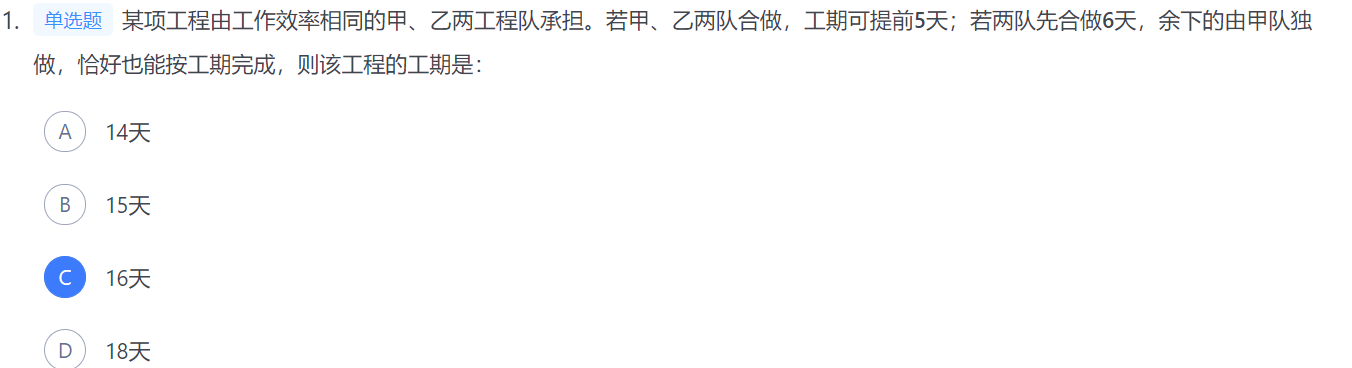 1. 单选题 某项工程由工作效率相同的甲、乙两工程队承担。若甲、乙两队合做，工期可提前5天；若两队先合做6天，余下的由甲队独
做，恰好也能按工期完成，则该工程的工期是：
A 14天
B 15天
C 16天
D 18天